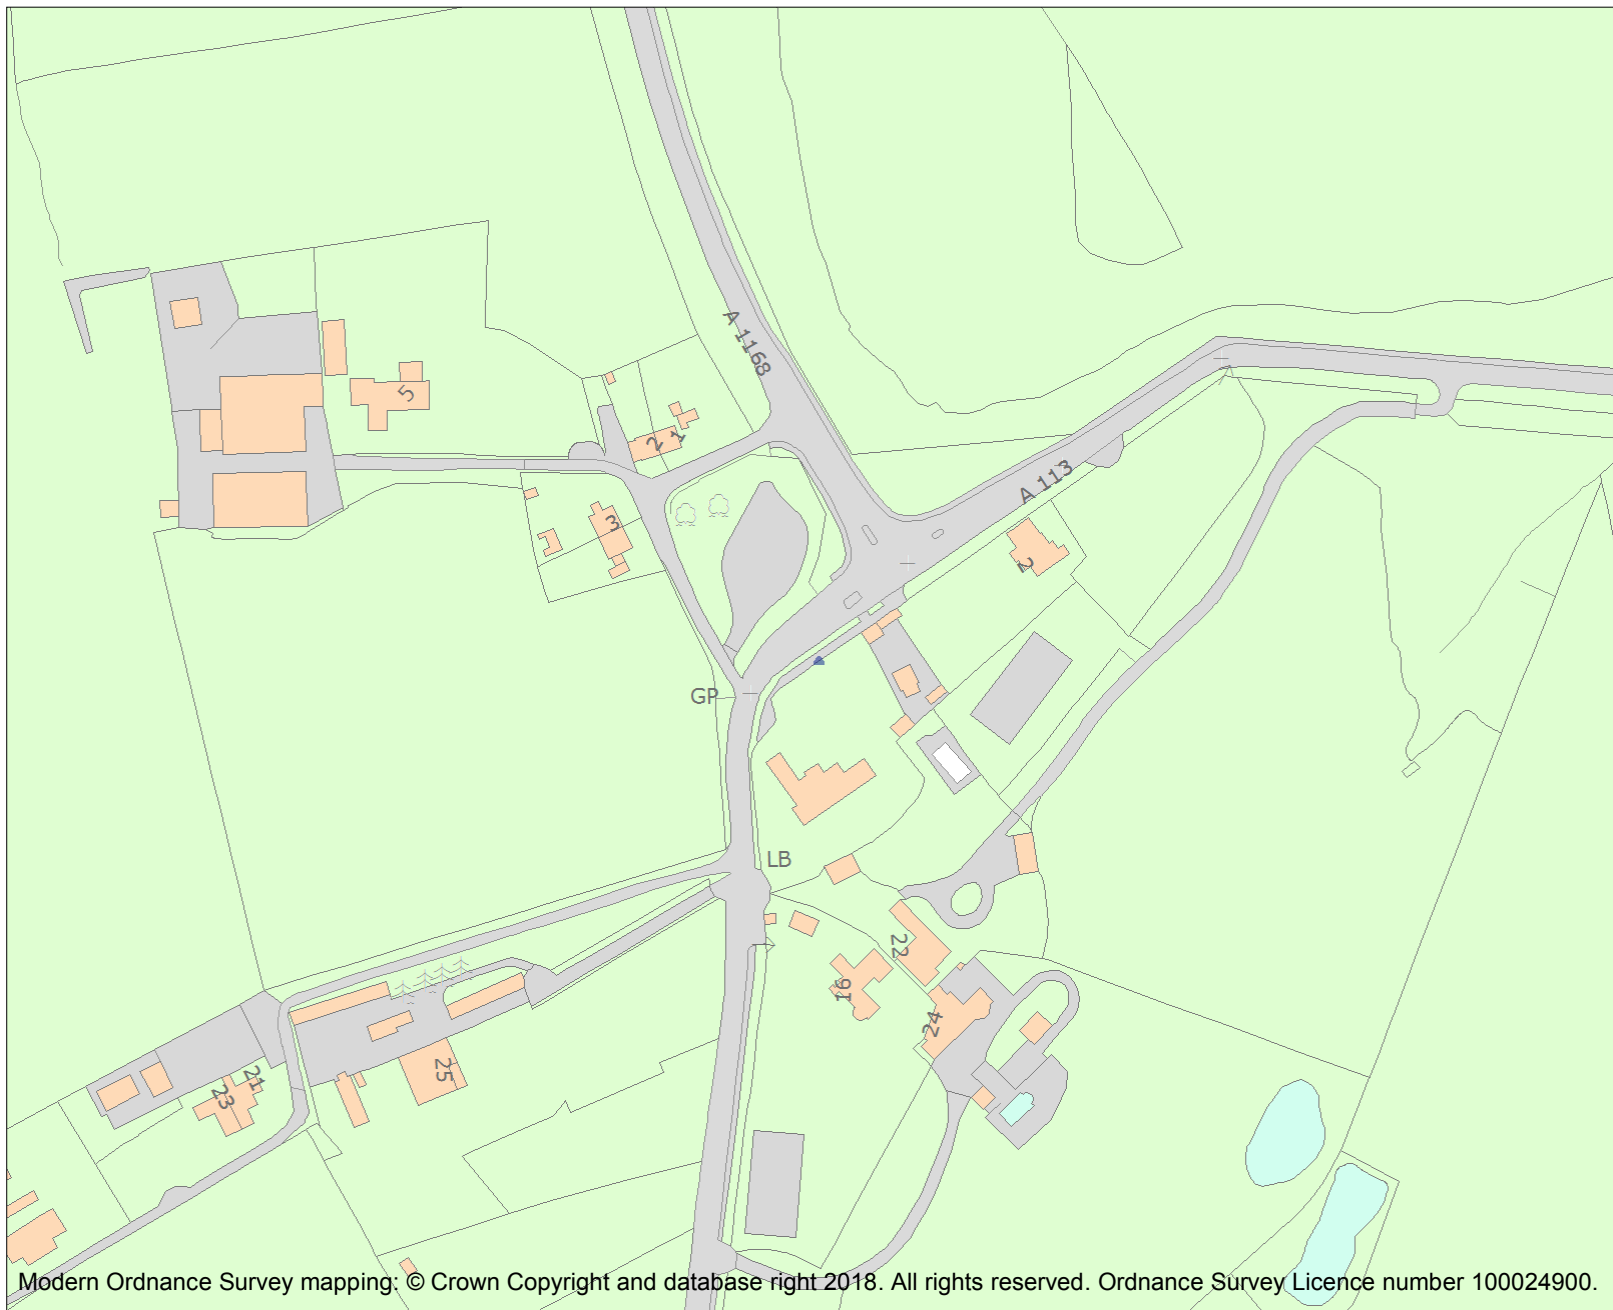 A 1168
5
2
1
A 113
3
2
GP
LB
22
16
24
25
21
23
Modern Ordnance Survey mapping: © Crown Copyright and database right 2018. All rights reserved. Ordnance Survey Licence number 100024900.